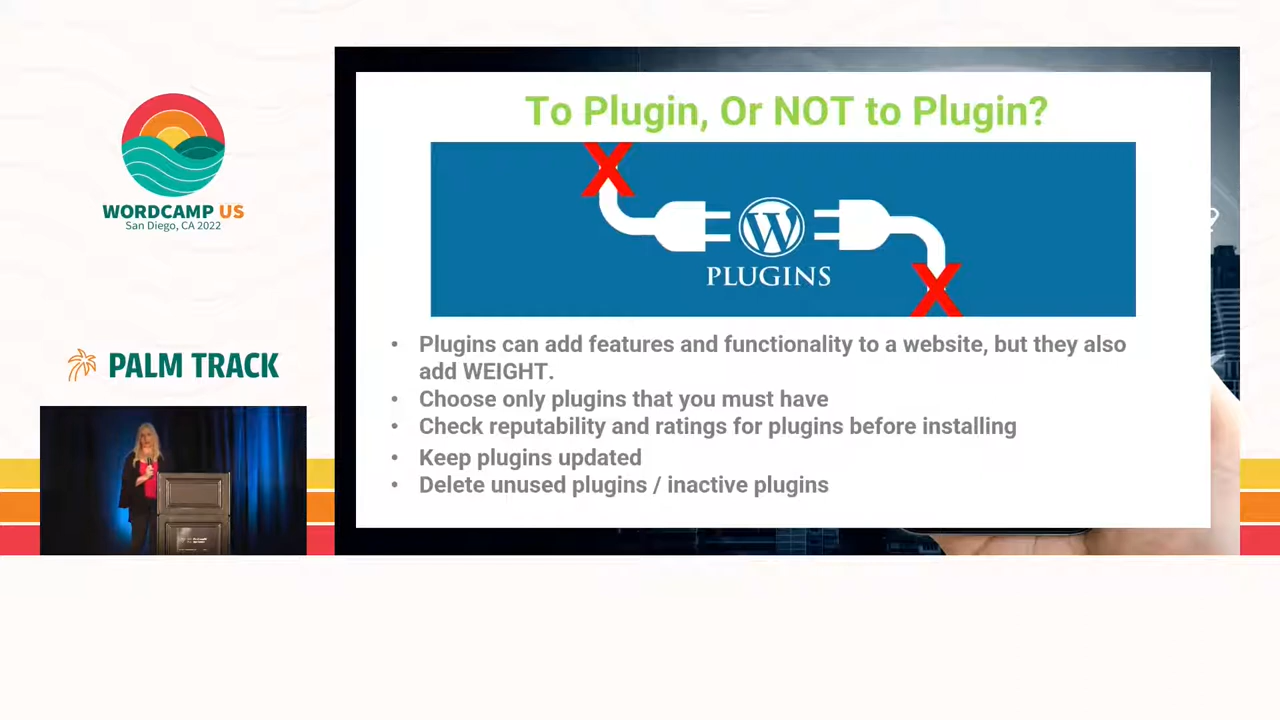 WORDCAMP US
San Diego, CA 2022
PALM TRACK
To Plugin, Or NOT to Plugin?
X
X
W
PLUGINS
• Plugins can add features and functionality to a website, but they also
add WEIGHT.
• Choose only plugins that you must have
• Check reputability and ratings for plugins before installing
• Keep plugins updated
• Delete unused plugins / inactive plugins